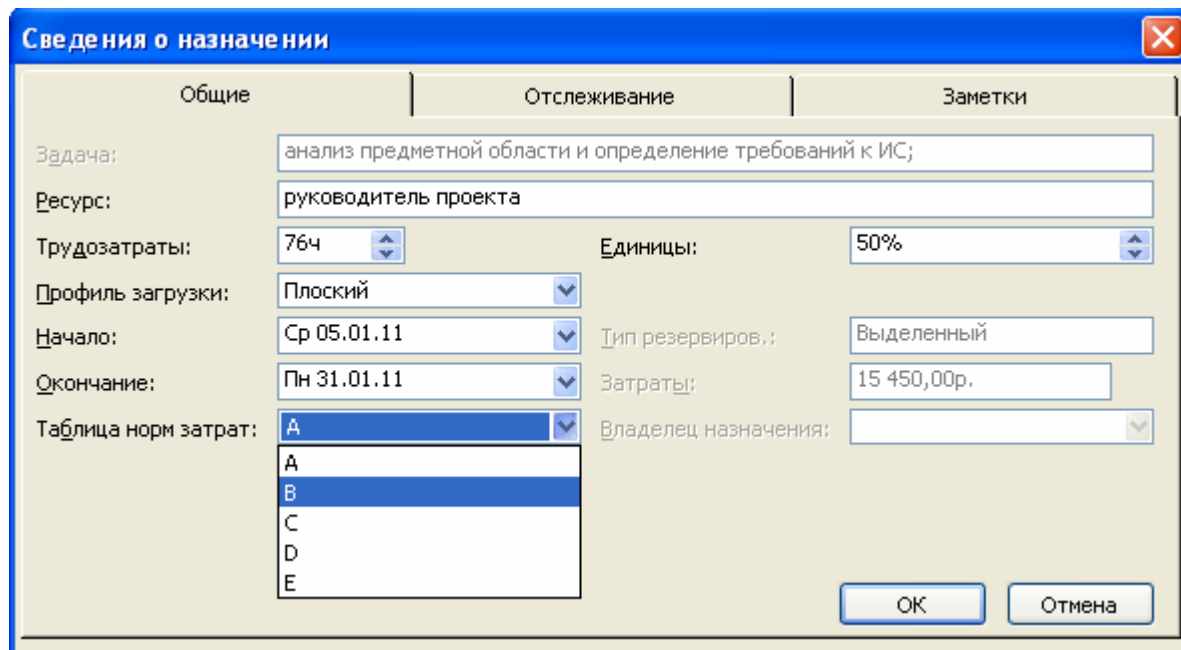 Сведения о назначении
Общие Отслеживание Заметки
Задача: анализ предметной области и определение требований к ИС;
Ресурс: руководитель проекта
Трудозатраты: 76ч Единицы: 50%
Профиль загрузки: Плоский
Начало: Ср 05.01.11 Тип резервиров.: Выделенный
Окончание: Пн 31.01.11 Затраты: 15 450,00р.
Таблица норм затрат: A Владелец назначения:
A
B
C
D
E
ОК Отмена